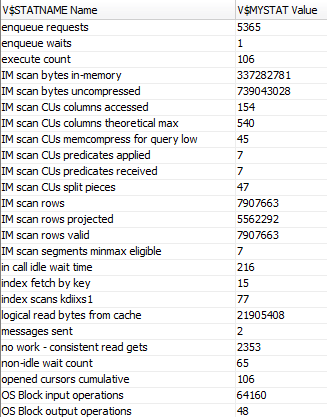 V$STATNAME Name V$MYSTAT Value
enqueue requests 5365
enqueue waits 1
execute count 106
IM scan bytes in-memory 337282781
IM scan bytes uncompressed 739043028
IM scan CUs columns accessed 154
IM scan CUs columns theoretical max 540
IM scan CUs memcompress for query low 45
IM scan CUs predicates applied 7
IM scan CUs predicates received 7
IM scan CUs split pieces 47
IM scan rows 7907663
IM scan rows projected 5562292
IM scan rows valid 7907663
IM scan segments minmax eligible 7
in call idle wait time 216
index fetch by key 15
index scans kdiixs1 77
logical read bytes from cache 21905408
messages sent 2
no work - consistent read gets 2353
non-idle wait count 65
opened cursors cumulative 106
OS Block input operations 64160
OS Block output operations 48